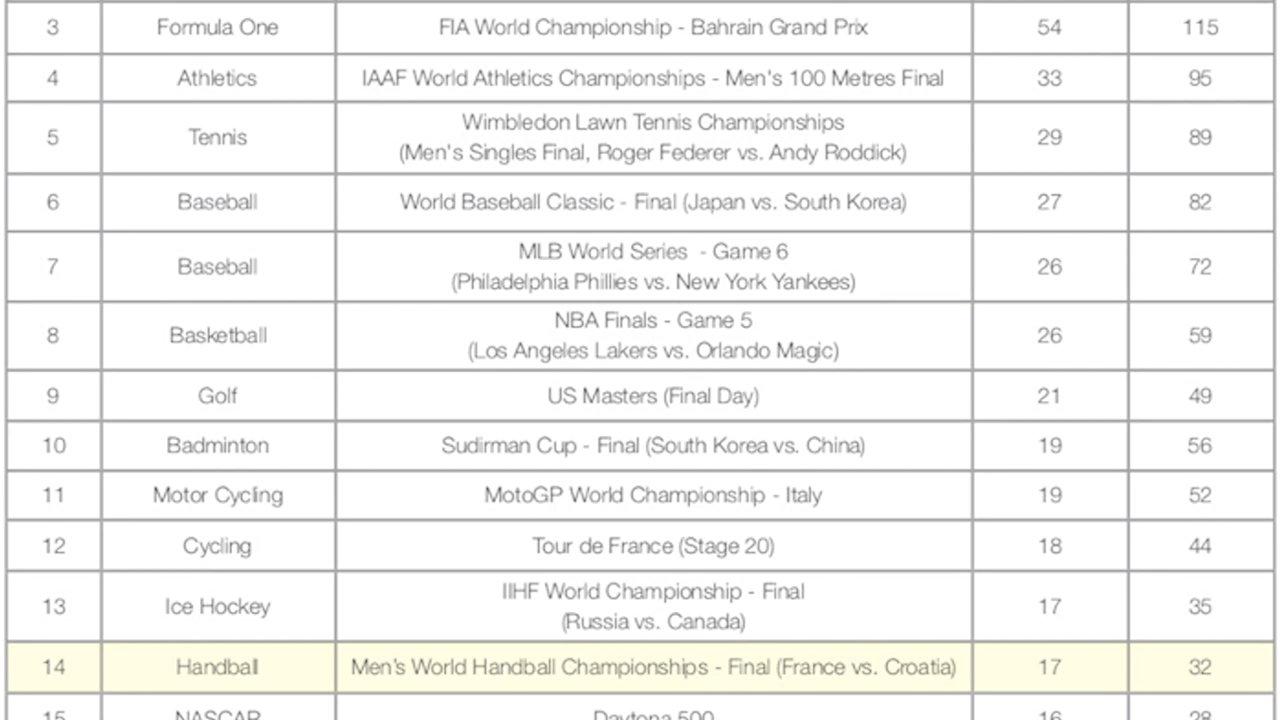 3 Formula One FIA World Championship - Bahrain Grand Prix 54 115
4 Athletics IAAF World Athletics Championships - Men's 100 Metres Final 33 95
5 Tennis Wimbledon Lawn Tennis Championships
(Men's Singles Final, Roger Federer vs. Andy Roddick) 29 89
6 Baseball World Baseball Classic - Final (Japan vs. South Korea) 27 82
7 Baseball MLB World Series - Game 6
(Philadelphia Phillies vs. New York Yankees) 26 72
8 Basketball NBA Finals - Game 5
(Los Angeles Lakers vs. Orlando Magic) 26 59
9 Golf US Masters (Final Day) 21 49
10 Badminton Sudirman Cup - Final (South Korea vs. China) 19 56
11 Motor Cycling MotoGP World Championship - Italy 19 52
12 Cycling Tour de France (Stage 20) 18 44
13 Ice Hockey IIHF World Championship - Final
(Russia vs. Canada) 17 35
14 Handball Men’s World Handball Championships - Final (France vs. Croatia) 17 32
15 NASCAR Daytona 500 16 28